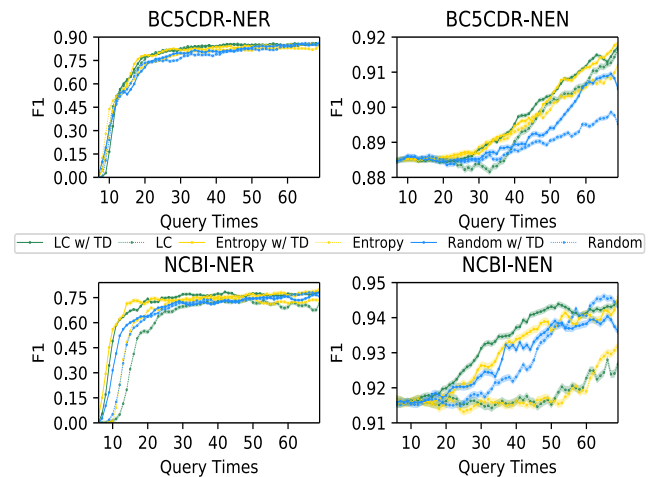 BC5CDR-NER
BC5CDR-NEN
0.90
0.75
0.60
0.45
0.30
0.15
0.00
F1
10 20 30 40 50 60
Query Times
0.92
0.91
0.90
0.89
0.88
F1
10 20 30 40 50 60
Query Times
LC w/ TD LC Entropy w/ TD Entropy Random w/ TD Random
NCBI-NER
NCBI-NEN
0.75
0.60
0.45
0.30
0.15
0.00
F1
10 20 30 40 50 60
Query Times
0.95
0.94
0.93
0.92
0.91
F1
10 20 30 40 50 60
Query Times